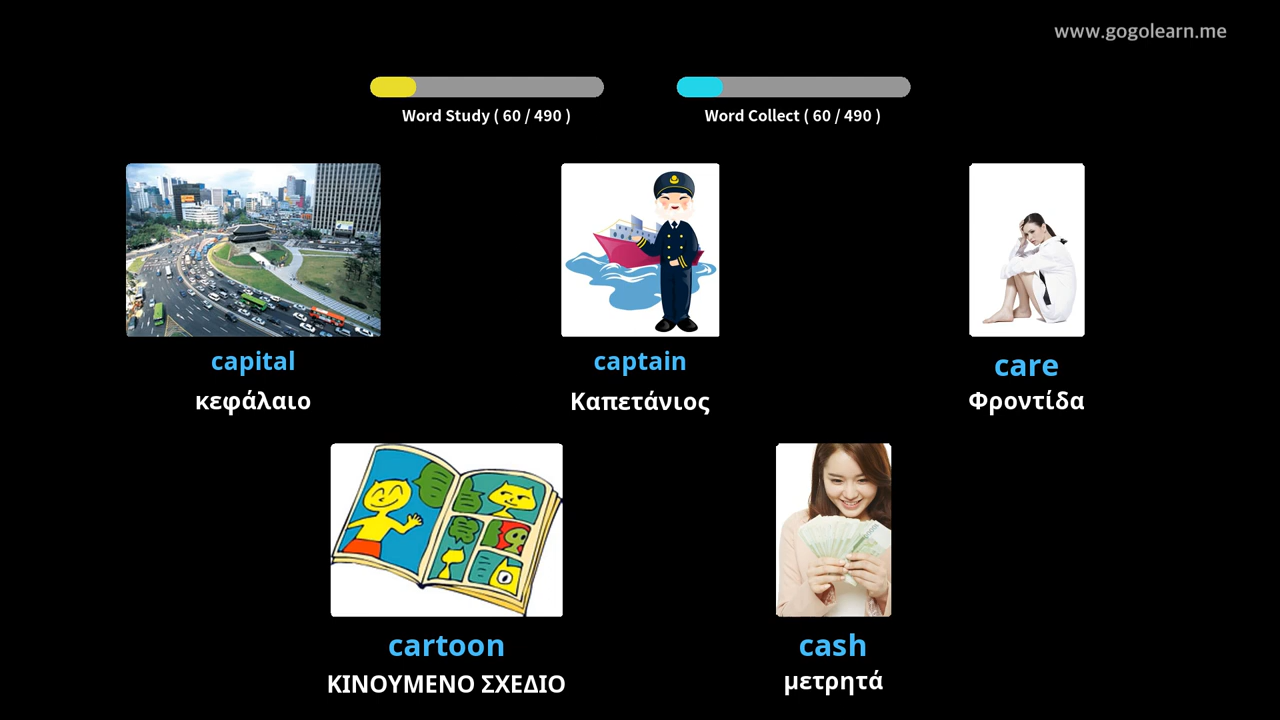 www.gogolearn.me
Word Study ( 60 / 490 )
Word Collect ( 60 / 490 )
capital
κεφάλαιο
captain
Καπετάνιος
care
Φροντίδα
cartoon
ΚΙΝΟΥΜΕΝΟ ΣΧΕΔΙΟ
cash
μετρητά